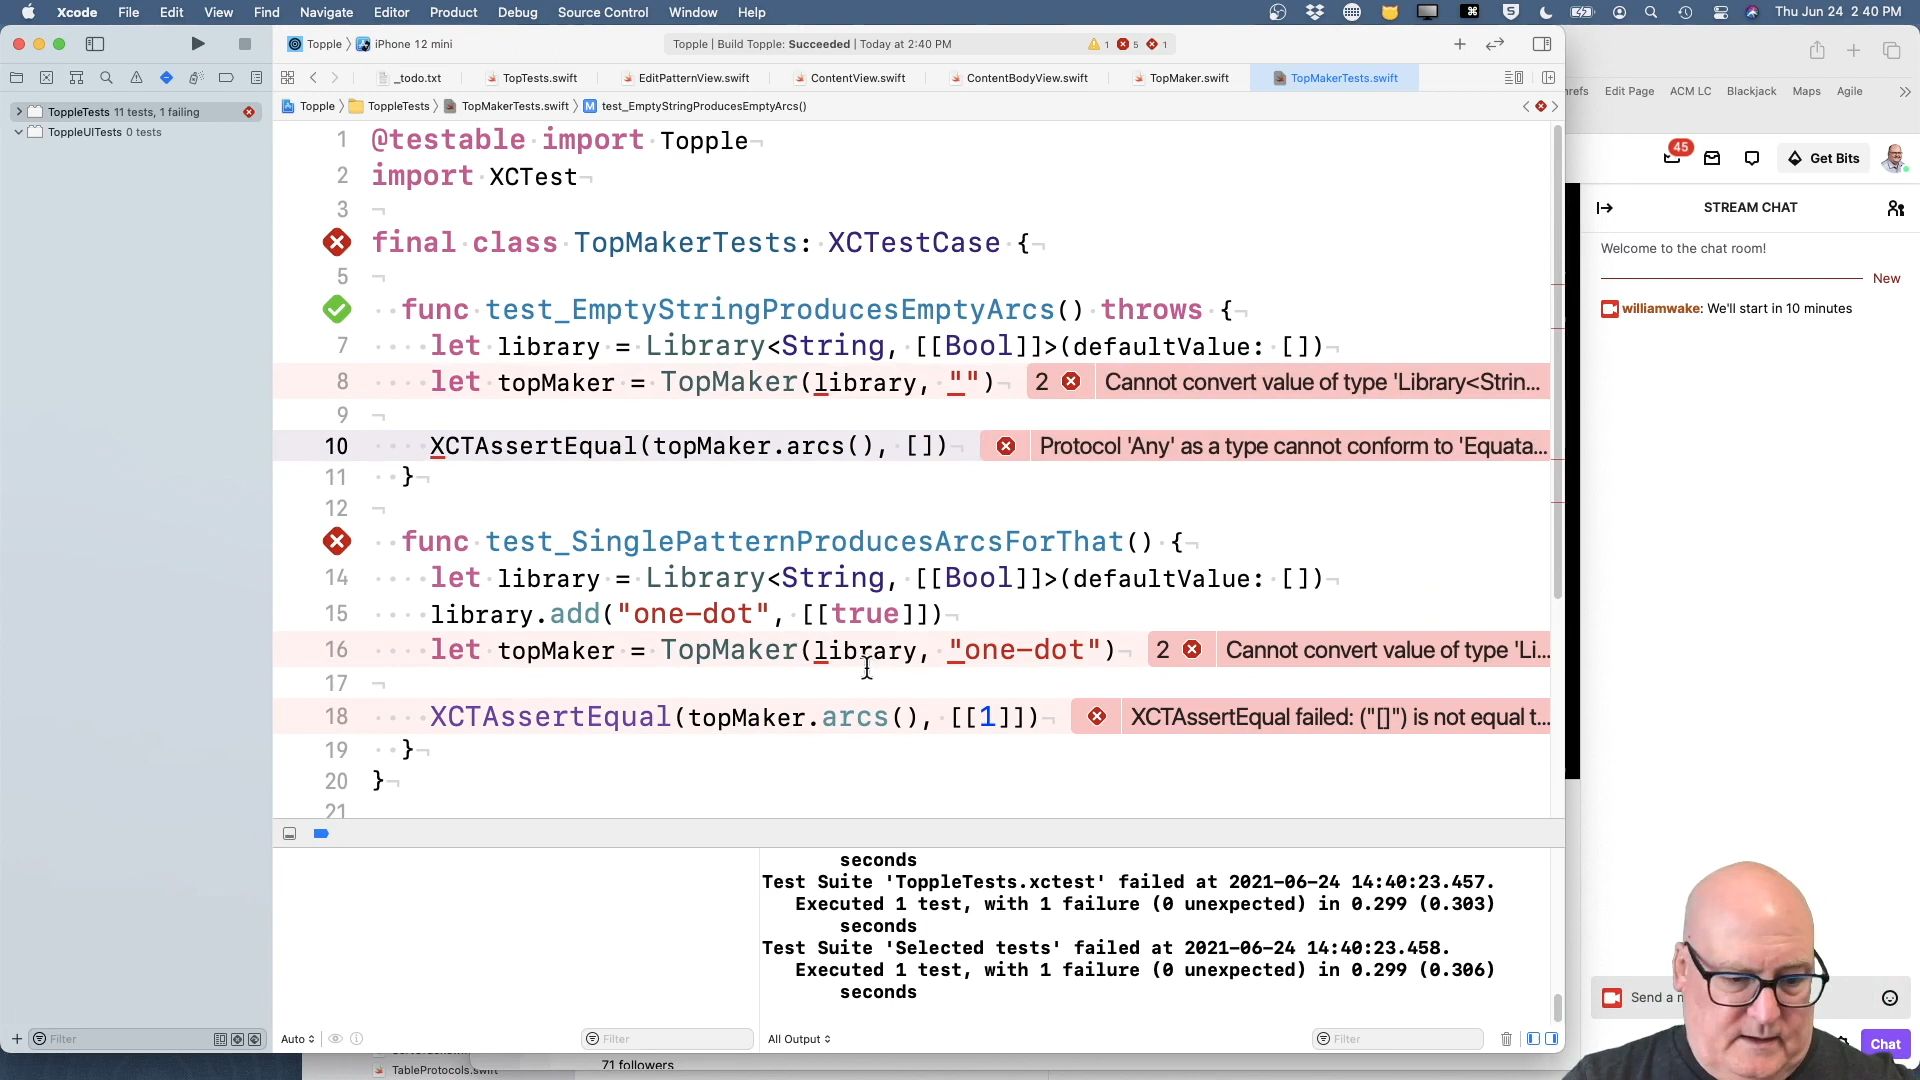 Xcode File Edit View Find Navigate Editor Product Debug Source Control Window Help Thu Jun 24 2:40 PM
Topple iPhone 12 mini Topple | Build Topple: Succeeded | Today at 2:40 PM 1 5 1
_todo.txt TopTests.swift EditPatternView.swift ContentView.swift ContentBodyView.swift TopMaker.swift TopMakerTests.swift
Edit Page ACM LC Blackjack Maps Agile
Topple ToppleTests TopMakerTests.swift M test_EmptyStringProducesEmptyArcs()
ToppleTests 11 tests, 1 failing
ToppleUITests 0 tests
1 @testable import Topple
2 import XCTest
3
final class TopMakerTests: XCTestCase {
5
func test_EmptyStringProducesEmptyArcs() throws {
7 let library = Library<String, [[Bool]]>(defaultValue: [])
8 let topMaker = TopMaker(library, "") 2 Cannot convert value of type 'Library<Strin...
9
10 XCTAssertEqual(topMaker.arcs(), []) Protocol 'Any' as a type cannot conform to 'Equata...
11 }
12
func test_SinglePatternProducesArcsForThat() {
14 let library = Library<String, [[Bool]]>(defaultValue: [])
15 library.add("one-dot", [[true]])
16 let topMaker = TopMaker(library, "one-dot") 2 Cannot convert value of type 'Li...
17
18 XCTAssertEqual(topMaker.arcs(), [[1]]) XCTAssertEqual failed: ("[]") is not equal t...
19 }
20 }
21
seconds
Test Suite 'ToppleTests.xctest' failed at 2021-06-24 14:40:23.457.
Executed 1 test, with 1 failure (0 unexpected) in 0.299 (0.303)
seconds
Test Suite 'Selected tests' failed at 2021-06-24 14:40:23.458.
Executed 1 test, with 1 failure (0 unexpected) in 0.299 (0.306)
seconds
Filter Auto Filter All Output Filter
TableProtocols.swift 71 followers
45 Get Bits
STREAM CHAT
Welcome to the chat room!
New
williamwake: We'll start in 10 minutes
Send a
Chat